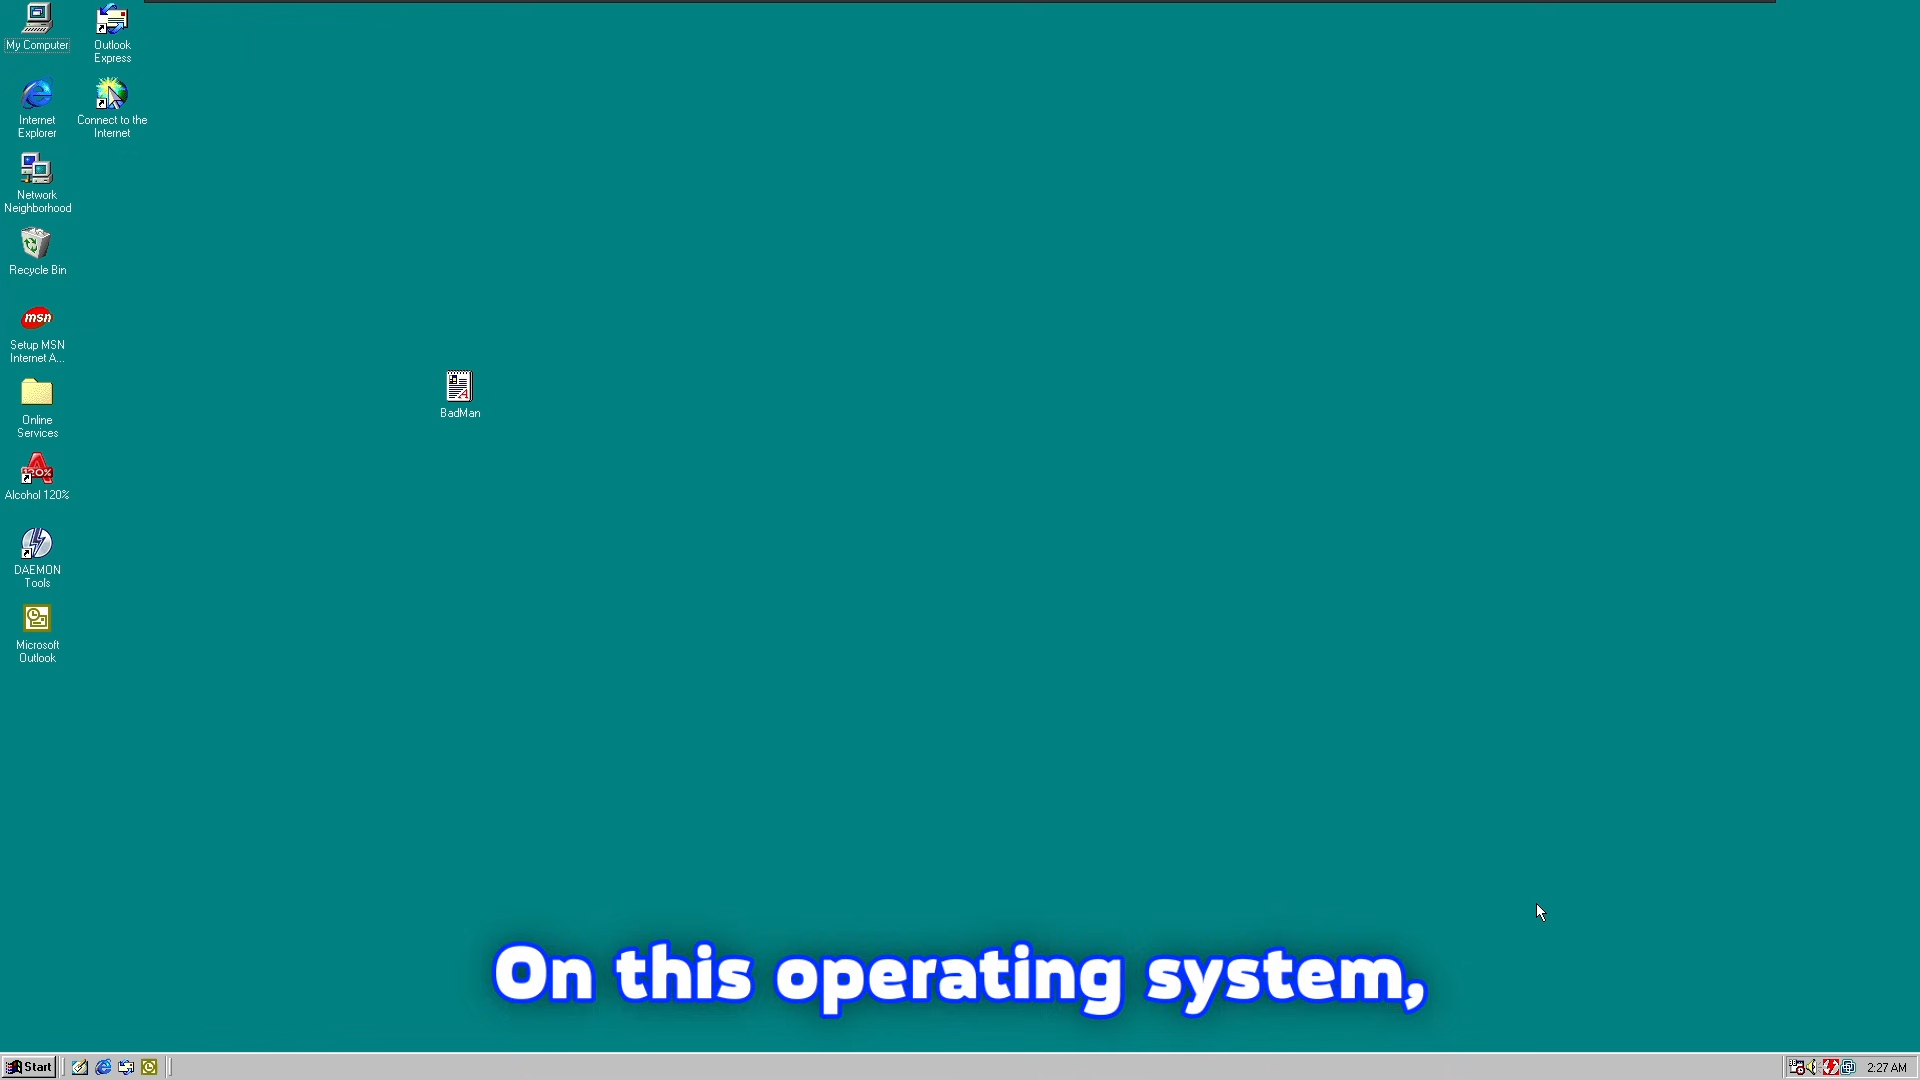 My Computer
Outlook
Express
Internet
Explorer
Connect to the
Internet
Network
Neighborhood
Recycle Bin
msn
Setup MSN
Internet A...
Online
Services
BadMan
120%
Alcohol 120%
DAEMON
Tools
Microsoft
Outlook
On this operating system,
Start
2:27 AM